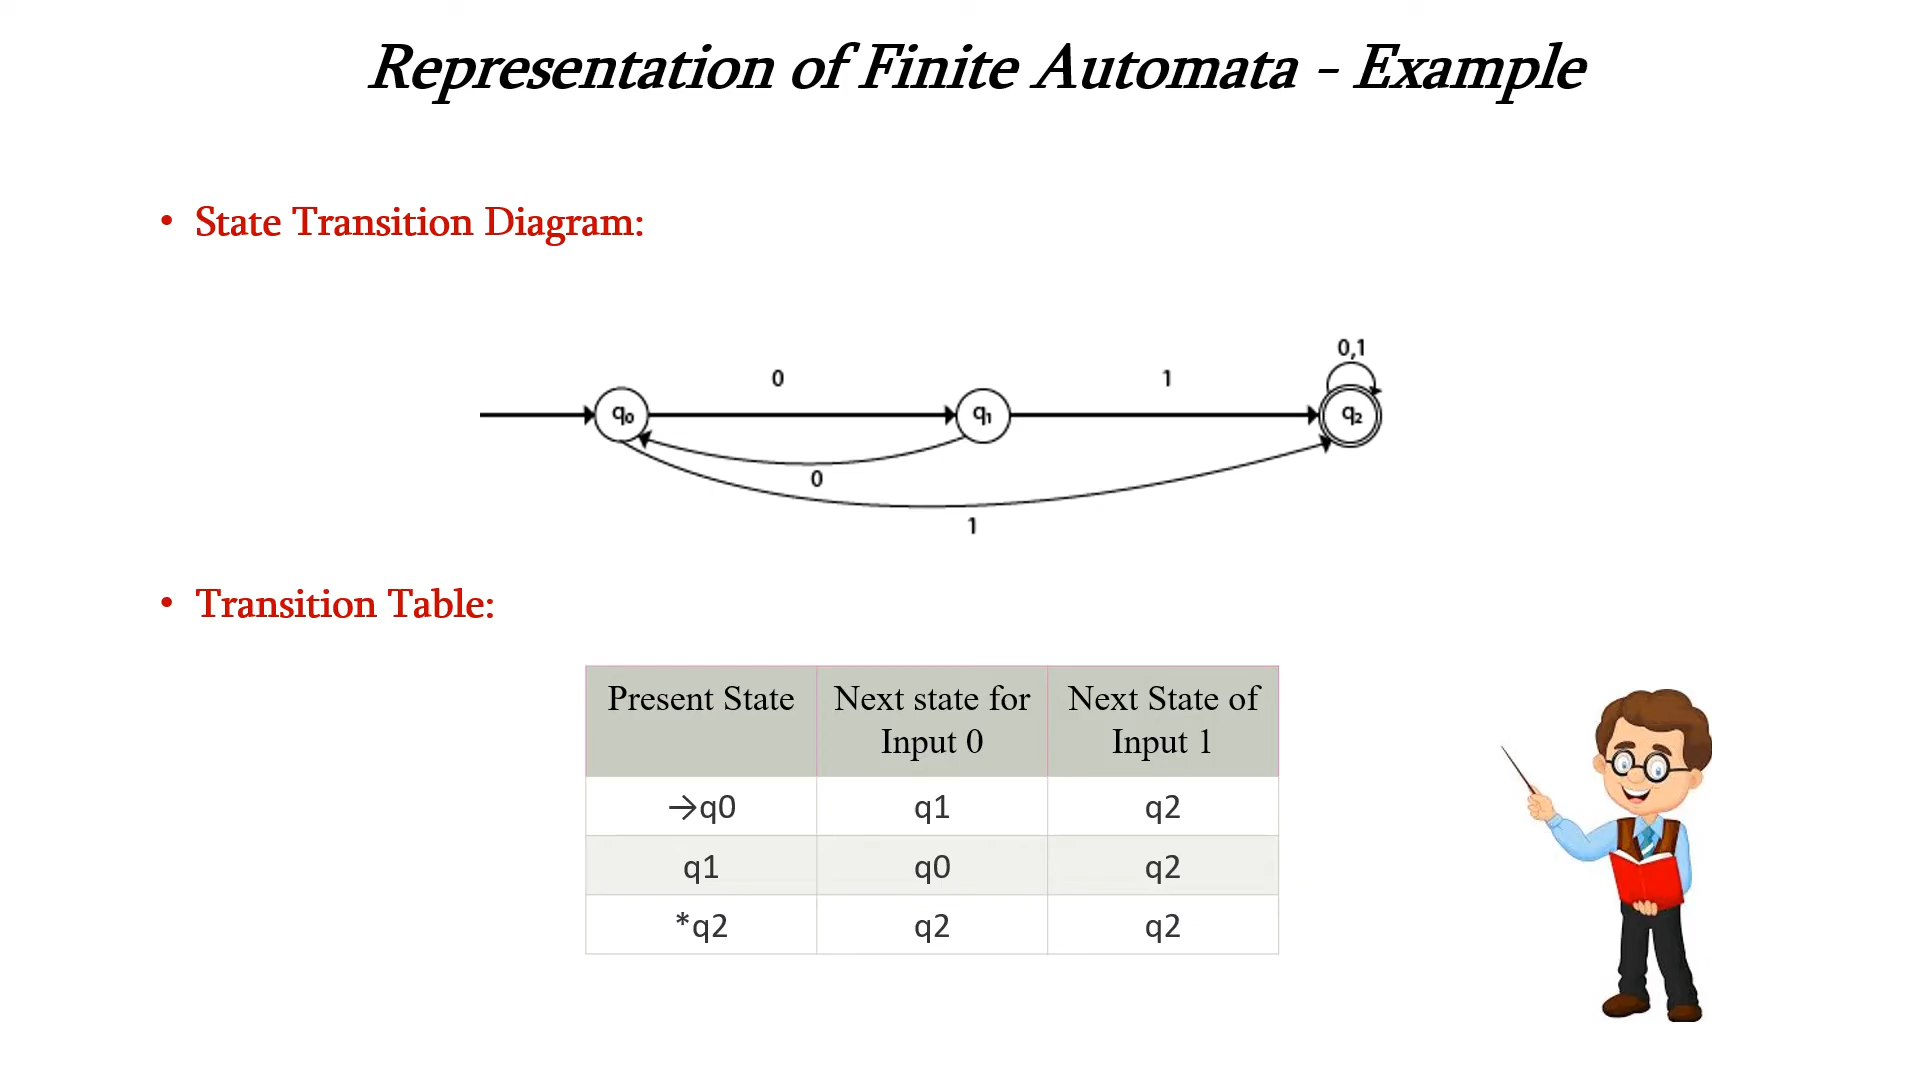 Representation of Finite Automata - Example
• State Transition Diagram:
0,1
0 1
q0 q1 q2
0
1
• Transition Table:
Present State Next state for Input 0 Next State of Input 1
→q0 q1 q2
q1 q0 q2
*q2 q2 q2